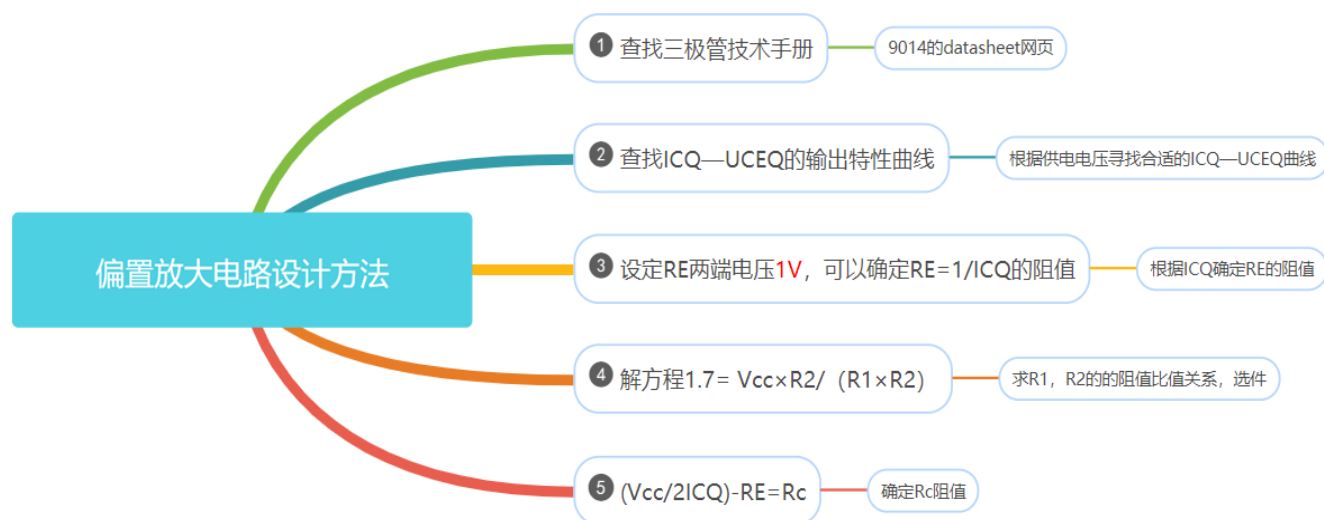 偏置放大电路设计方法
1 查找三极管技术手册
9014的datasheet网页
2 查找ICQ—UCEQ的输出特性曲线
根据供电电压寻找合适的ICQ—UCEQ曲线
3 设定RE两端电压1V，可以确定RE=1/ICQ的阻值
根据ICQ确定RE的阻值
4 解方程1.7= Vcc×R2/（R1×R2）
求R1，R2的的阻值比值关系，选件
5 (Vcc/2ICQ)-RE=Rc
确定Rc阻值